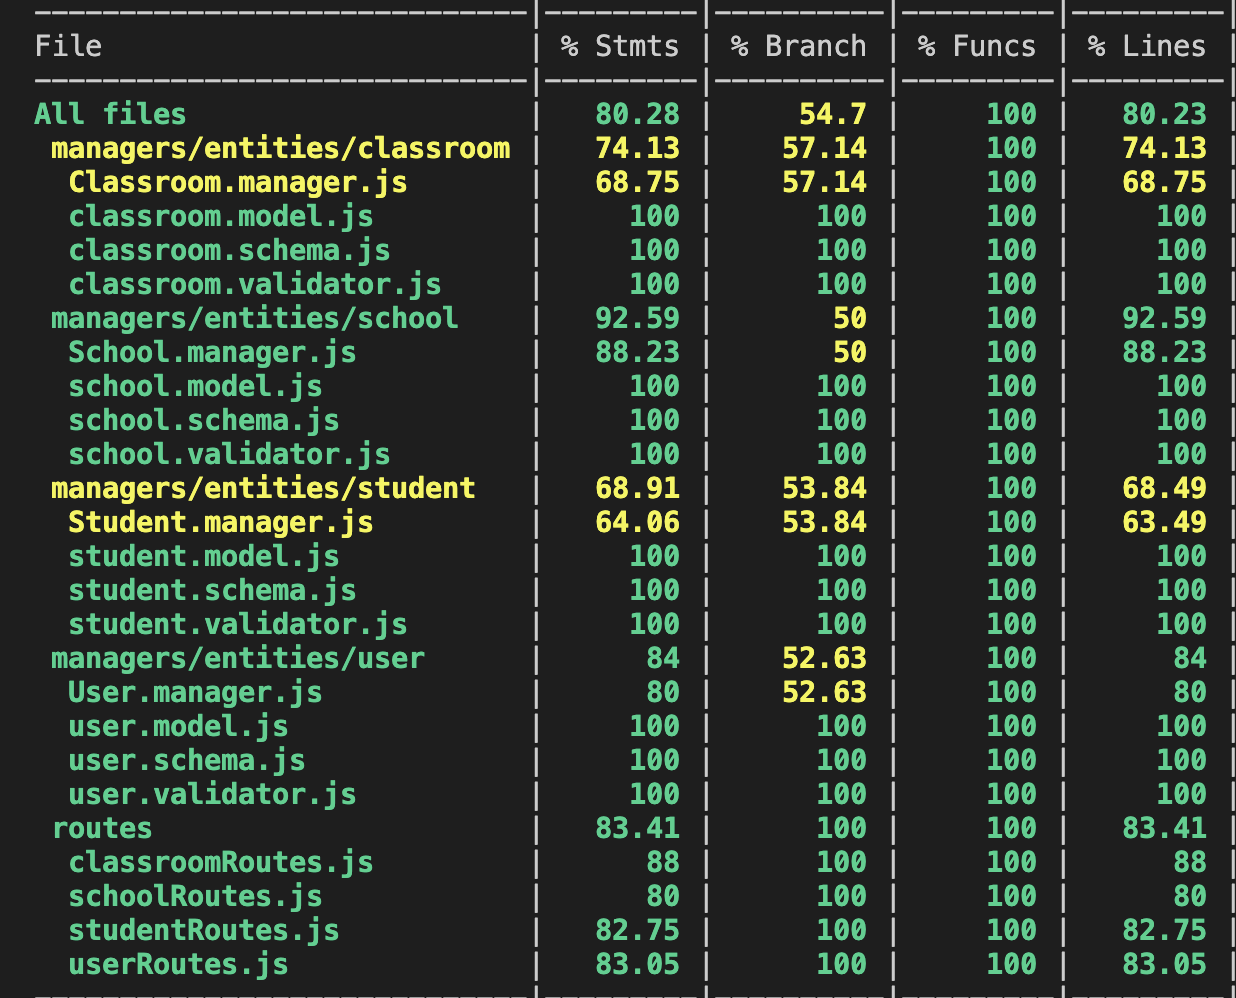 File | % Stmts | % Branch | % Funcs | % Lines
All files | 80.28 | 54.7 | 100 | 80.23
managers/entities/classroom | 74.13 | 57.14 | 100 | 74.13
Classroom.manager.js | 68.75 | 57.14 | 100 | 68.75
classroom.model.js | 100 | 100 | 100 | 100
classroom.schema.js | 100 | 100 | 100 | 100
classroom.validator.js | 100 | 100 | 100 | 100
managers/entities/school | 92.59 | 50 | 100 | 92.59
School.manager.js | 88.23 | 50 | 100 | 88.23
school.model.js | 100 | 100 | 100 | 100
school.schema.js | 100 | 100 | 100 | 100
school.validator.js | 100 | 100 | 100 | 100
managers/entities/student | 68.91 | 53.84 | 100 | 68.49
Student.manager.js | 64.06 | 53.84 | 100 | 63.49
student.model.js | 100 | 100 | 100 | 100
student.schema.js | 100 | 100 | 100 | 100
student.validator.js | 100 | 100 | 100 | 100
managers/entities/user | 84 | 52.63 | 100 | 84
User.manager.js | 80 | 52.63 | 100 | 80
user.model.js | 100 | 100 | 100 | 100
user.schema.js | 100 | 100 | 100 | 100
user.validator.js | 100 | 100 | 100 | 100
routes | 83.41 | 100 | 100 | 83.41
classroomRoutes.js | 88 | 100 | 100 | 88
schoolRoutes.js | 80 | 100 | 100 | 80
studentRoutes.js | 82.75 | 100 | 100 | 82.75
userRoutes.js | 83.05 | 100 | 100 | 83.05